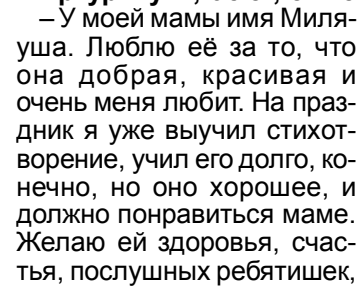 – У моей мамы имя Миля-
уша. Люблю её за то, что
она добрая, красивая и
очень меня любит. На праз-
дник я уже выучил стихот-
ворение, учил его долго, ко-
нечно, но оно хорошее, и
должно понравиться маме.
Желаю ей здоровья, счас-
тья, послушных ребятишек,